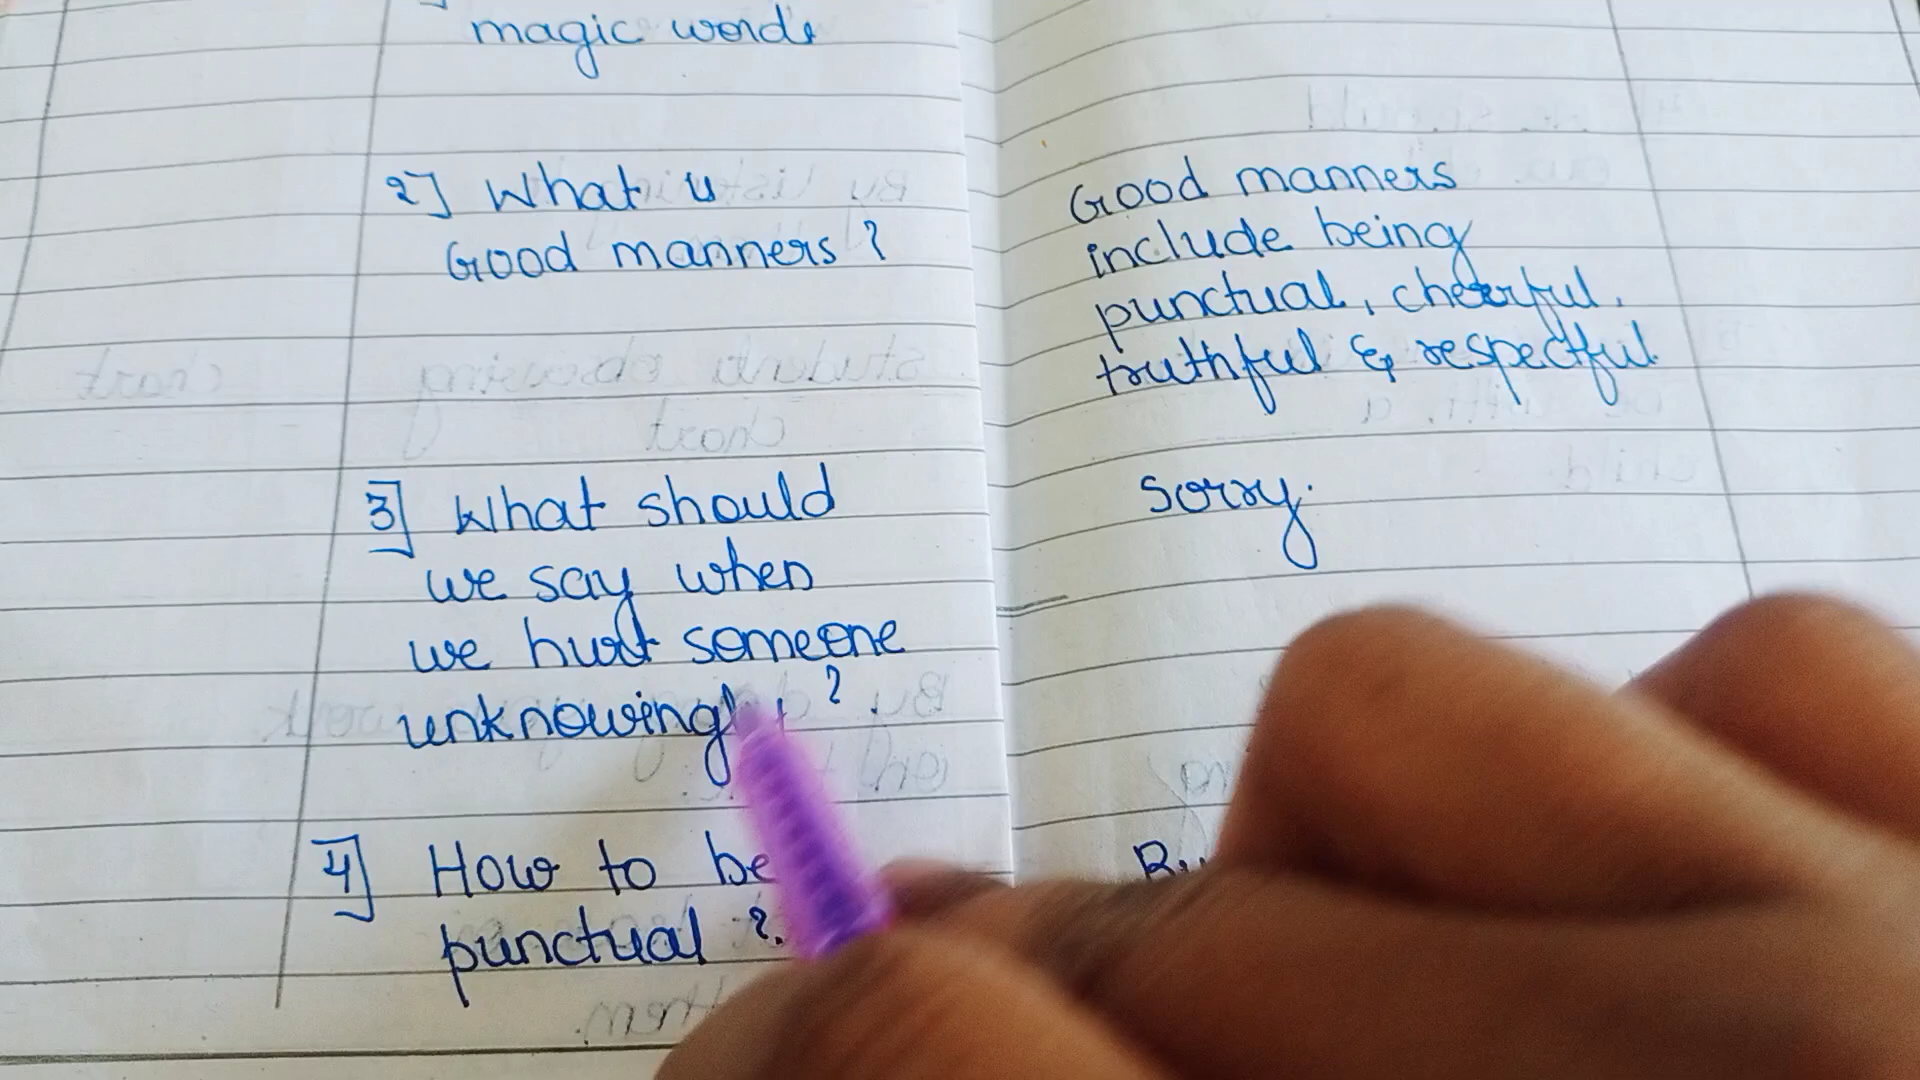 magic words
2] What is
Good manners ?
Good manners
include being
punctual, cheerful,
truthful & respectful.
3] What should
we say when
we hurt someone
unknowingly ?
Sorry.
4] How to be
punctual ?